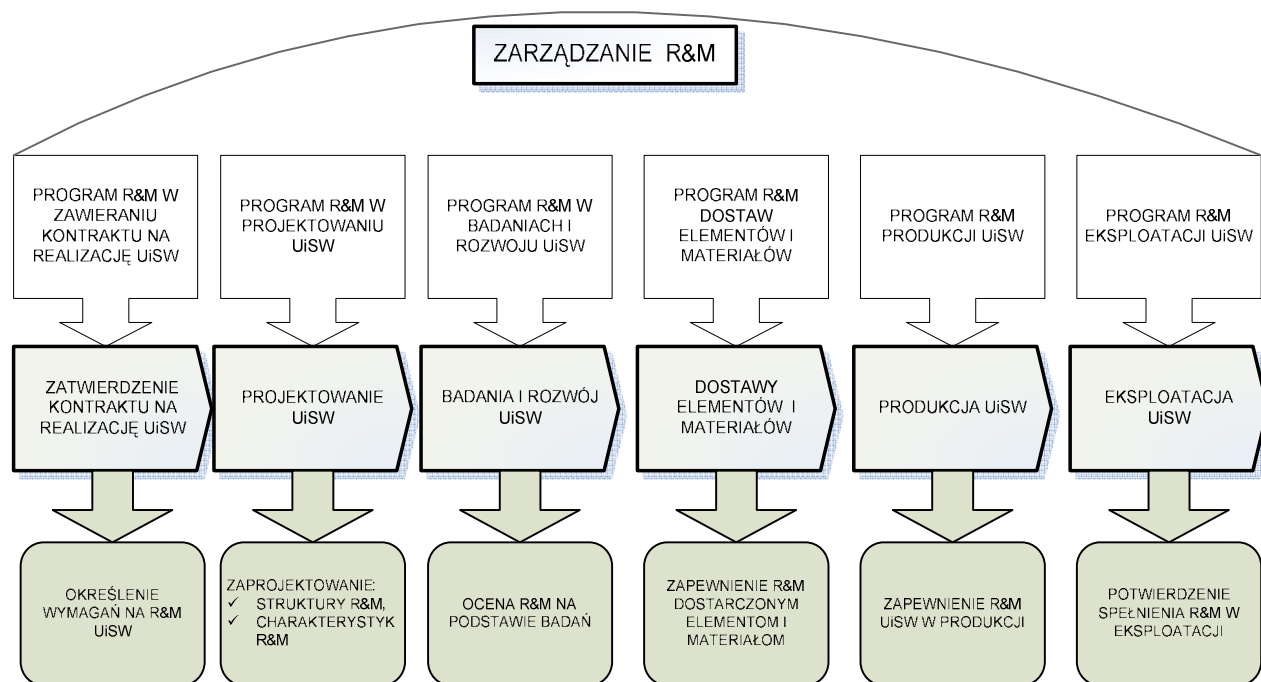 ZARZĄDZANIE R&M
PROGRAM R&M W
ZAWIERANIU
KONTRAKTU NA
REALIZACJĘ UiSW
PROGRAM R&M W
PROJEKTOWANIU
UiSW
PROGRAM R&M W
BADANIACH I
ROZWOJU UiSW
PROGRAM R&M
DOSTAW
ELEMENTÓW I
MATERIAŁÓW
PROGRAM R&M
PRODUKCJI UiSW
PROGRAM R&M
EKSPLOATACJI UiSW
ZATWIERDZENIE
KONTRAKTU NA
REALIZACJĘ UiSW
PROJEKTOWANIE
UiSW
BADANIA I ROZWÓJ
UiSW
DOSTAWY
ELEMENTÓW I
MATERIAŁÓW
PRODUKCJA UiSW
EKSPLOATACJA
UiSW
OKREŚLENIE
WYMAGAŃ NA R&M
UiSW
ZAPROJEKTOWANIE:
✓ STRUKTURY R&M,
✓ CHARAKTERYSTYK
R&M
OCENA R&M NA
PODSTAWIE BADAŃ
ZAPEWNIENIE R&M
DOSTARCZONYM
ELEMENTOM I
MATERIAŁOM
ZAPEWNIENIE R&M
UiSW W PRODUKCJI
POTWIERDZENIE
SPEŁNIENIA R&M W
EKSPLOATACJI